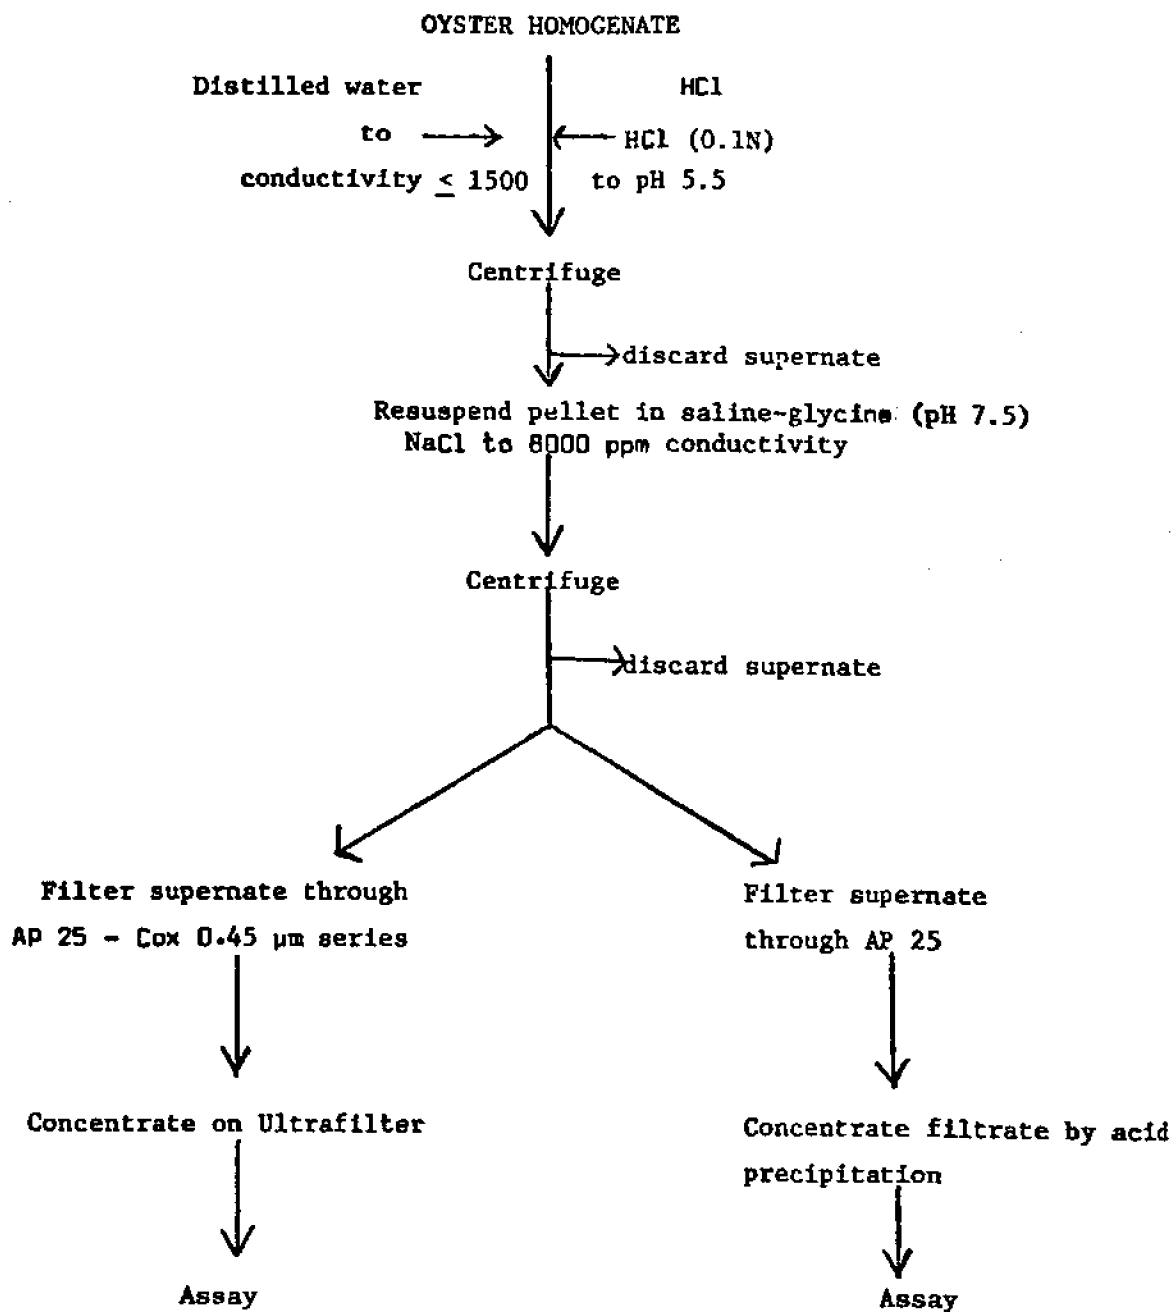 OYSTER HOMOGENATE
Distilled water
HCl
to
HCl (0.1N)
conductivity ≤ 1500
to pH 5.5
Centrifuge
discard supernate
Resuspend pellet in saline-glycine (pH 7.5)
NaCl to 8000 ppm conductivity
Centrifuge
discard supernate
Filter supernate through
AP 25 - Cox 0.45 µm series
Filter supernate
through AP 25
Concentrate on Ultrafilter
Concentrate filtrate by acid
precipitation
Assay
Assay